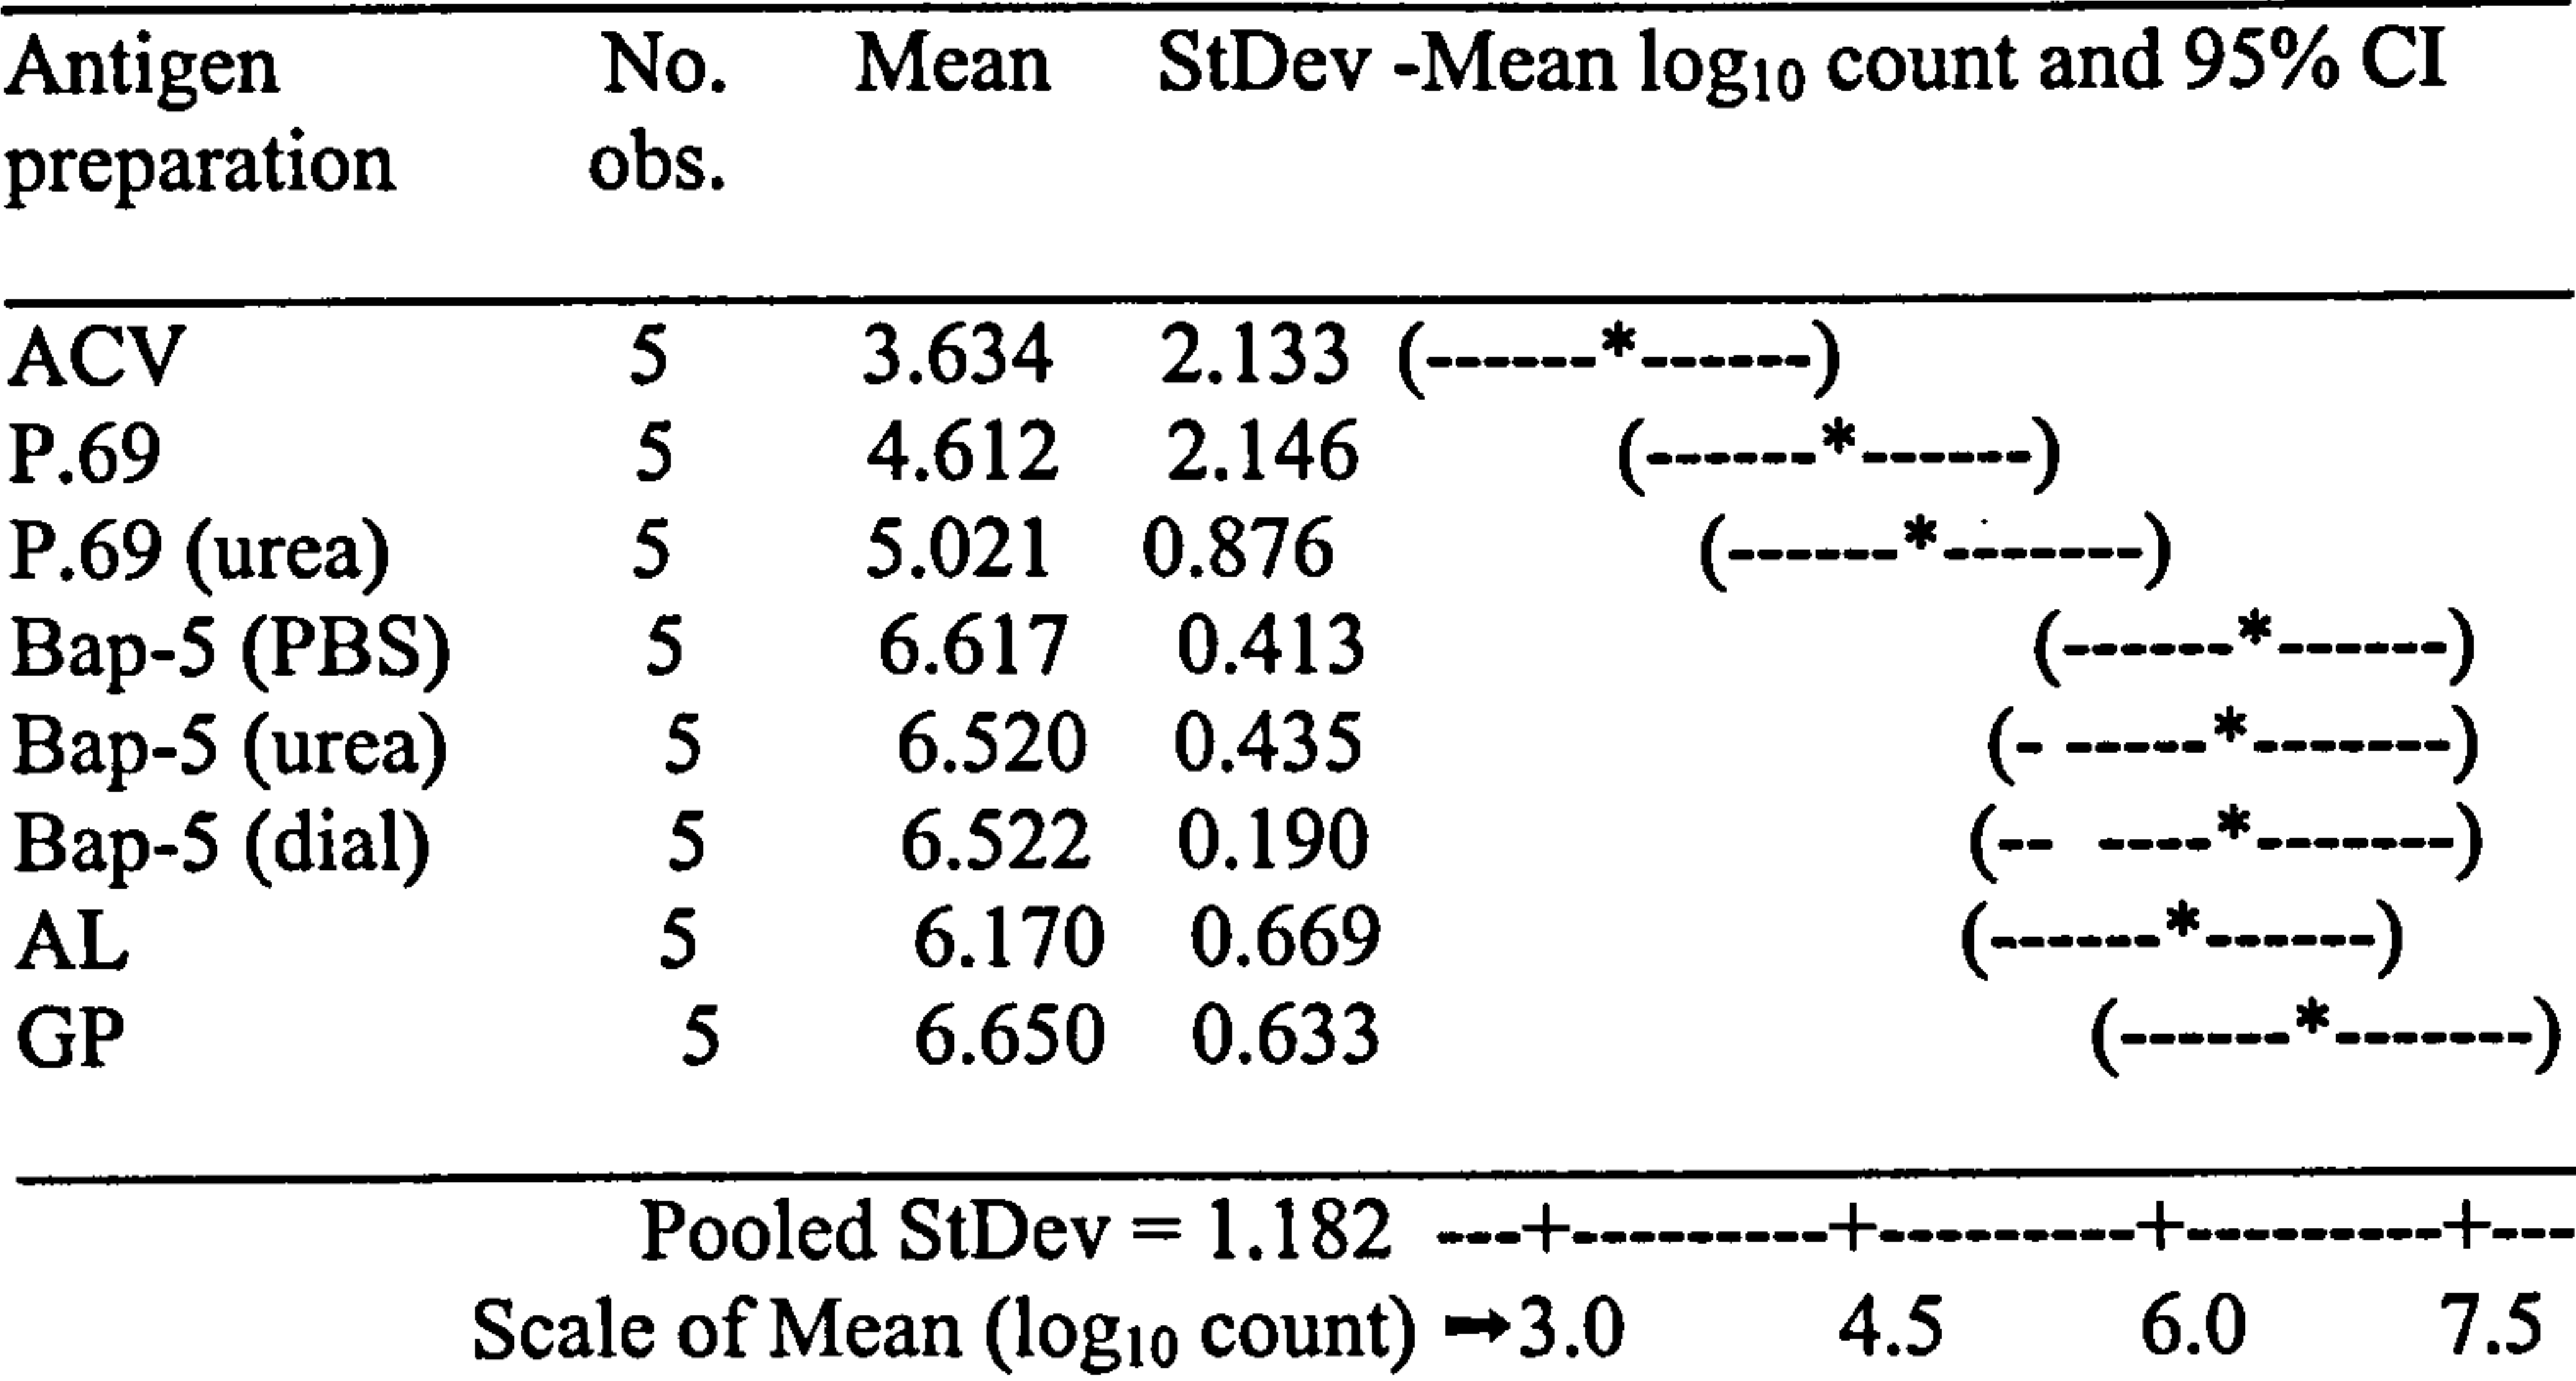 Antigen No. Mean StDev -Mean log₁₀ count and 95% CI
preparation obs.
ACV 5 3.634 2.133 (------*------)
P.69 5 4.612 2.146 (------*------)
P.69 (urea) 5 5.021 0.876 (------*-------)
Bap-5 (PBS) 5 6.617 0.413 (------*------)
Bap-5 (urea) 5 6.520 0.435 (- -----*-------)
Bap-5 (dial) 5 6.522 0.190 (-- ----*-------)
AL 5 6.170 0.669 (------*------)
GP 5 6.650 0.633 (------*-------)
Pooled StDev = 1.182 ---+---------+---------+---------+---
Scale of Mean (log₁₀ count) ➞3.0 4.5 6.0 7.5